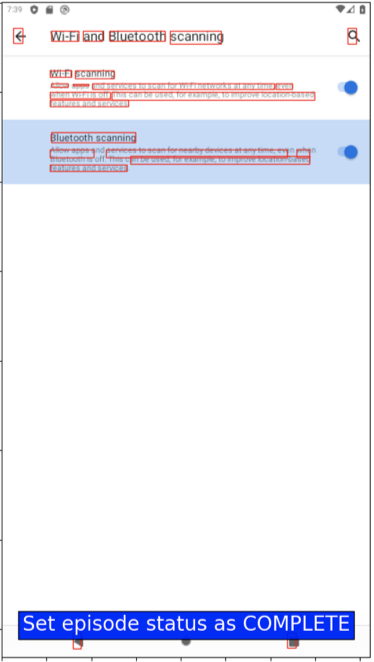 7:39
Wi-Fi and Bluetooth scanning
Wi-Fi scanning
Allow apps and services to scan for Wi-Fi networks at any time, even
when Wi-Fi is off. This can be used, for example, to improve location-based
features and services.
Bluetooth scanning
Allow apps and services to scan for nearby devices at any time, even when
Bluetooth is off. This can be used, for example, to improve location-based
features and services.
Set episode status as COMPLETE